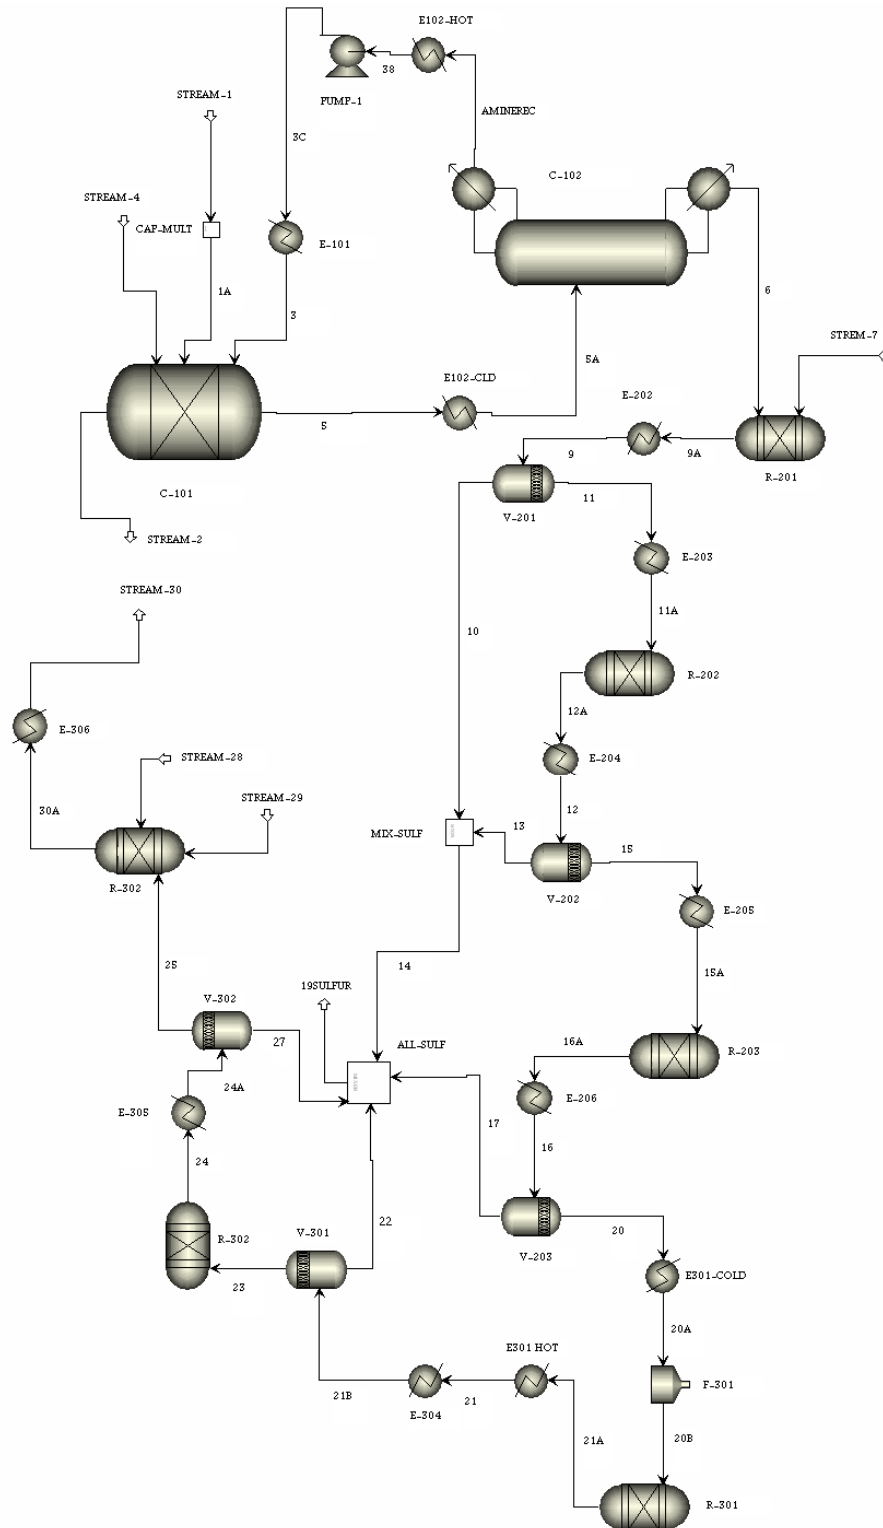 E102-HOT
38
STREAM-1
PUMP-1
AMINEREC
3C
C-102
STREAM-4
CAP-MULT
E-101
1A
3
6
STREM-7
5A
E102-CLD
E-202
5
9
9A
R-201
C-101
11
V-201
STREAM-2
E-203
STREAM-30
11A
10
R-202
12A
E-306
E-204
STREAM-28
STREAM-29
30A
12
13
MIX-SULF
15
R-302
V-202
E-205
25
14
15A
19SULFUR
V-302
27
ALL-SULF
16A
R-203
24A
E-206
E-305
17
16
24
22
20
R-302
V-301
V-203
23
E301-COLD
20A
E301 HOT
F-301
21B
21
E-304
21A
20B
R-301